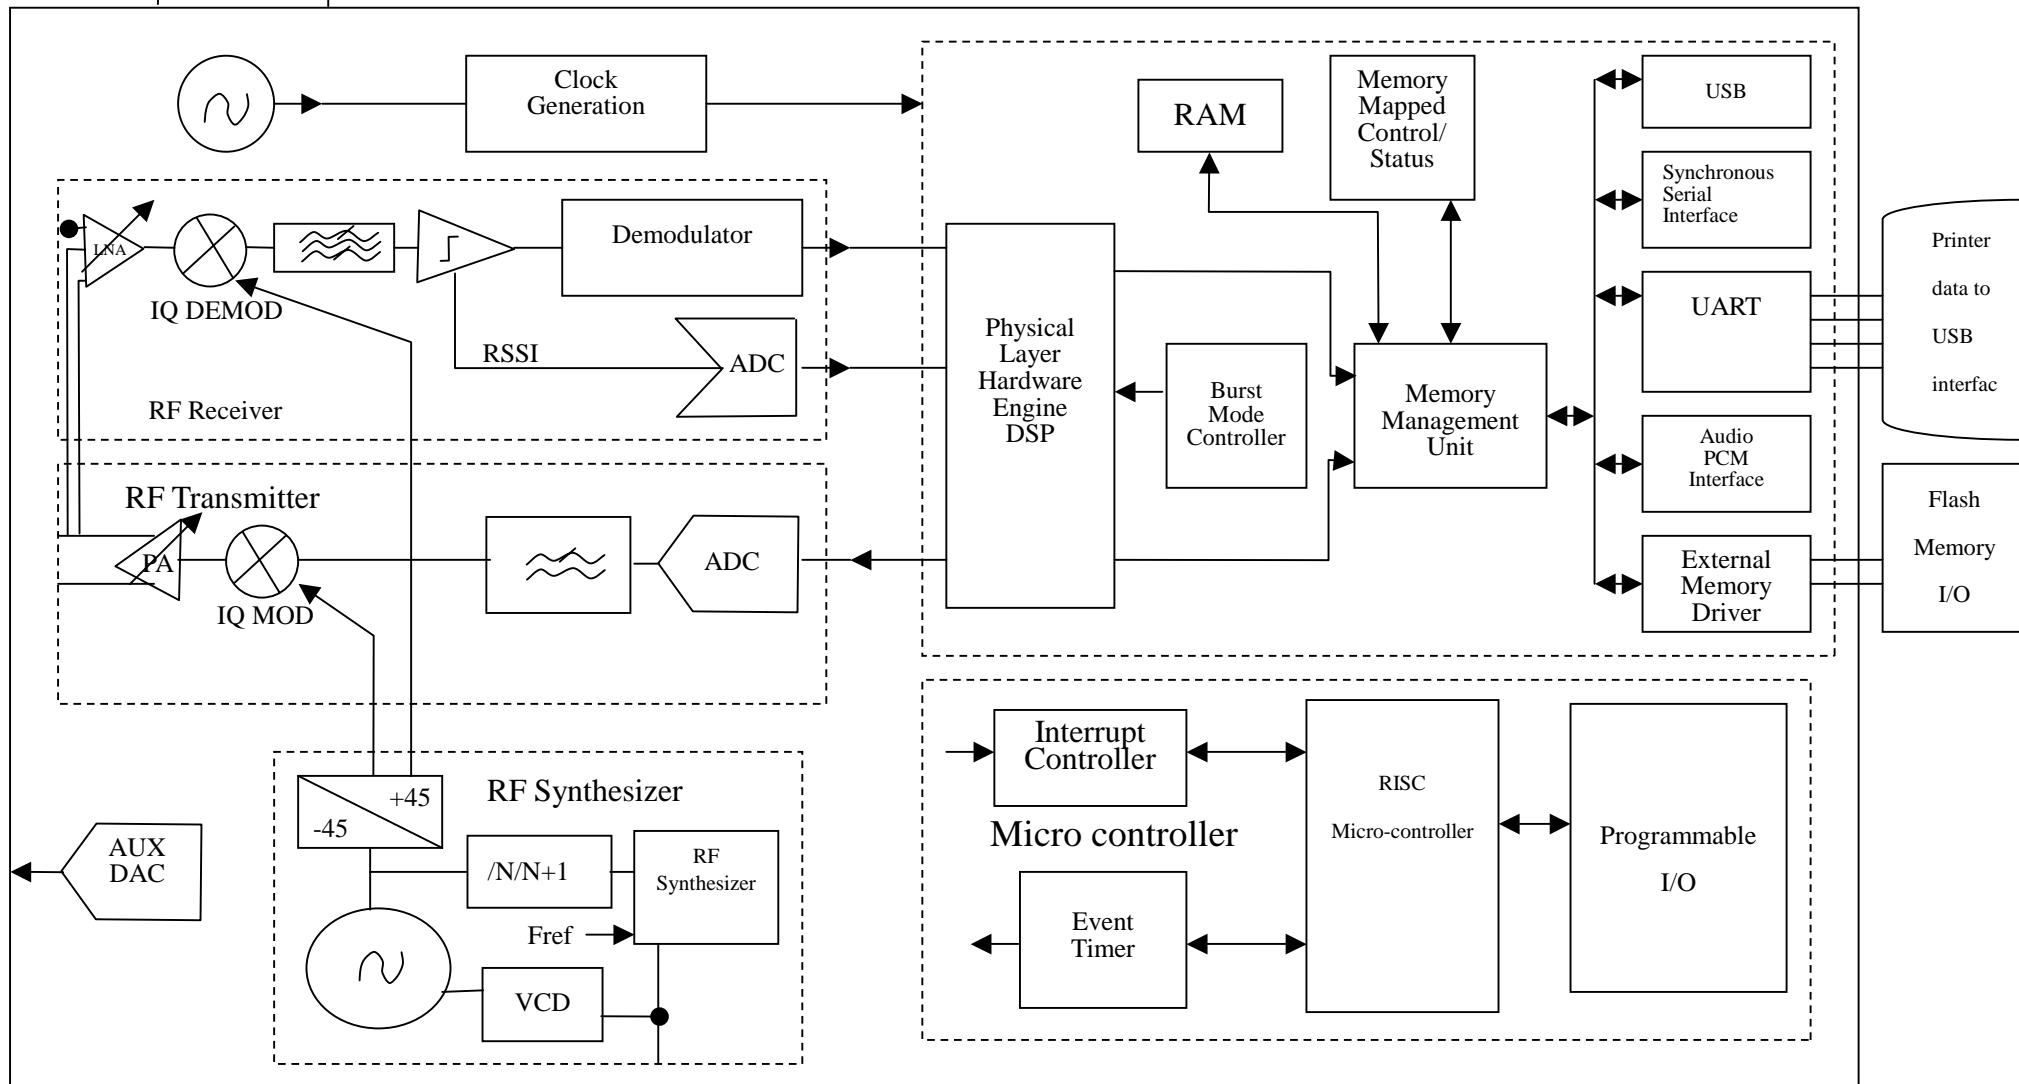 Clock
Generation
RAM
Memory
Mapped
Control/
Status
USB
Synchronous
Serial
Interface
LNA
IQ DEMOD
Demodulator
RSSI
ADC
RF Receiver
Physical
Layer
Hardware
Engine
DSP
Burst
Mode
Controller
Memory
Management
Unit
UART
Printer
data to
USB
interfac
Audio
PCM
Interface
RF Transmitter
PA
IQ MOD
ADC
External
Memory
Driver
Flash
Memory
I/O
+45
-45
RF Synthesizer
/N/N+1
RF
Synthesizer
Fref
VCD
AUX
DAC
Interrupt
Controller
Micro controller
Event
Timer
RISC
Micro-controller
Programmable
I/O